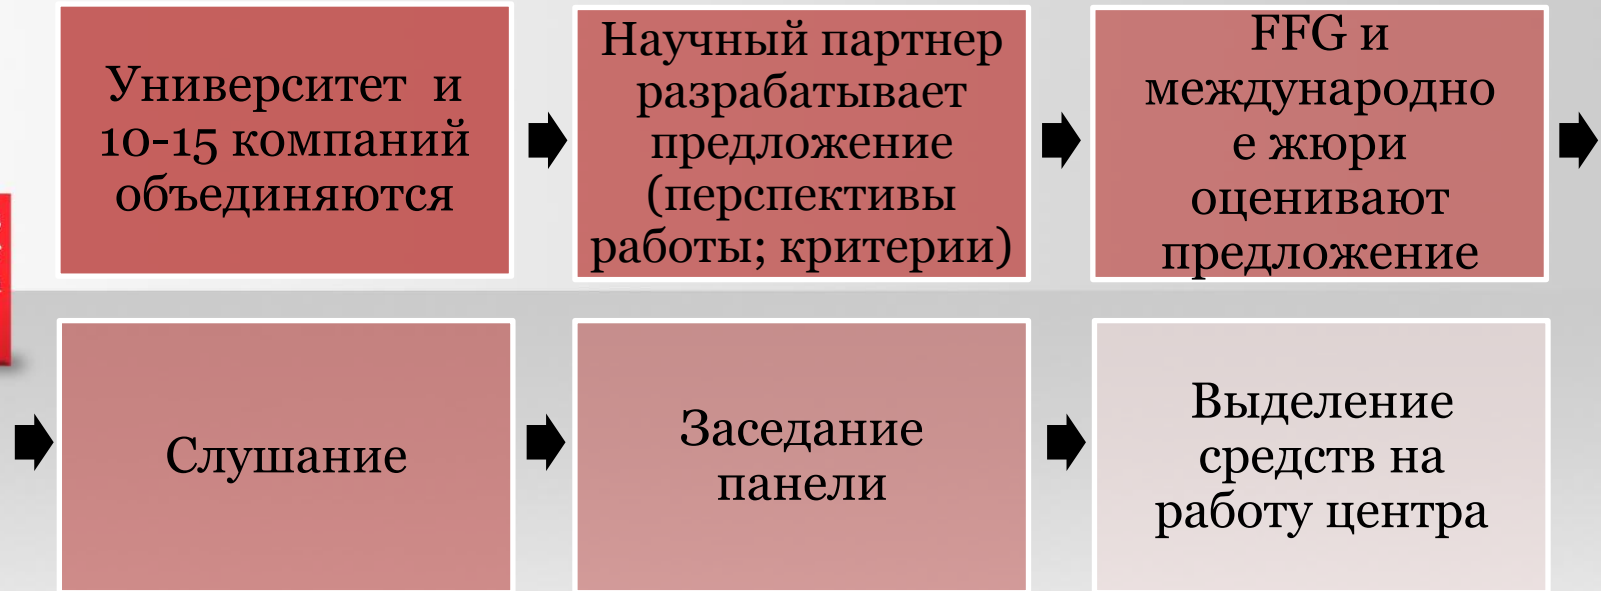 Университет и
10-15 компаний
объединяются
Научный партнер
разрабатывает
предложение
(перспективы
работы; критерии)
FFG и
международно
е жюри
оценивают
предложение
Слушание
Заседание
панели
Выделение
средств на
работу центра